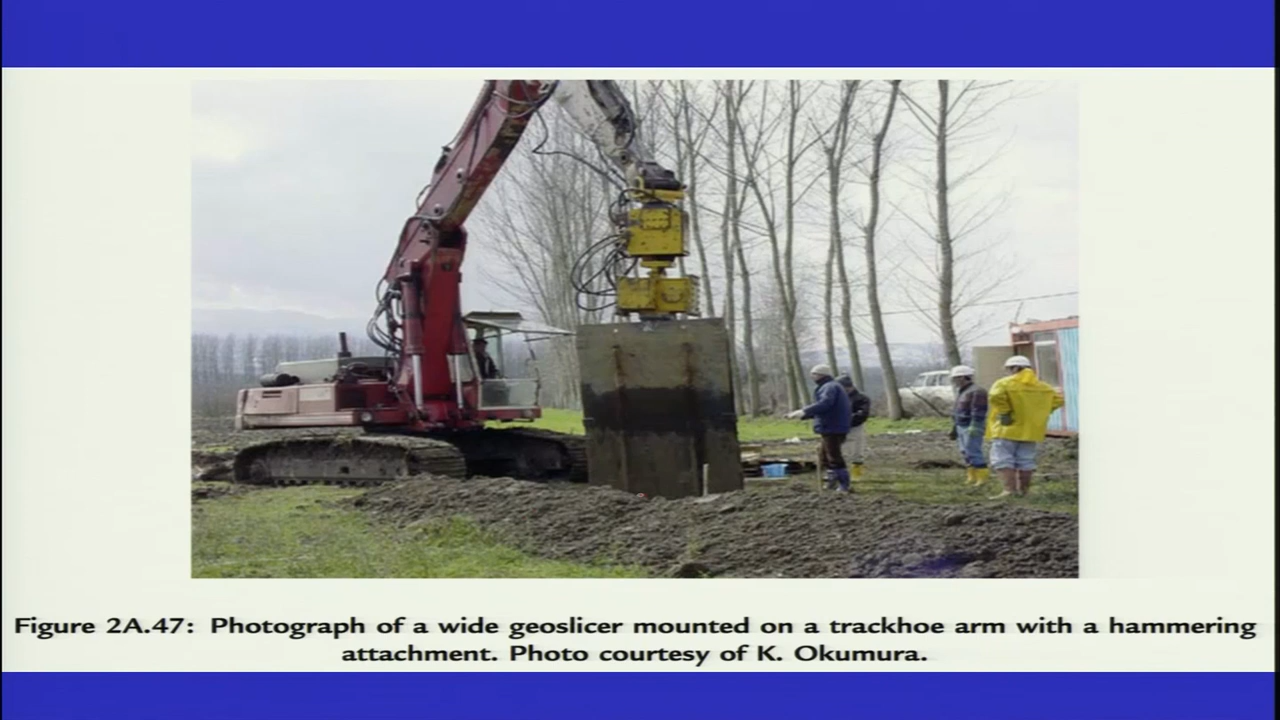 Figure 2A.47: Photograph of a wide geoslicer mounted on a trackhoe arm with a hammering
attachment. Photo courtesy of K. Okumura.